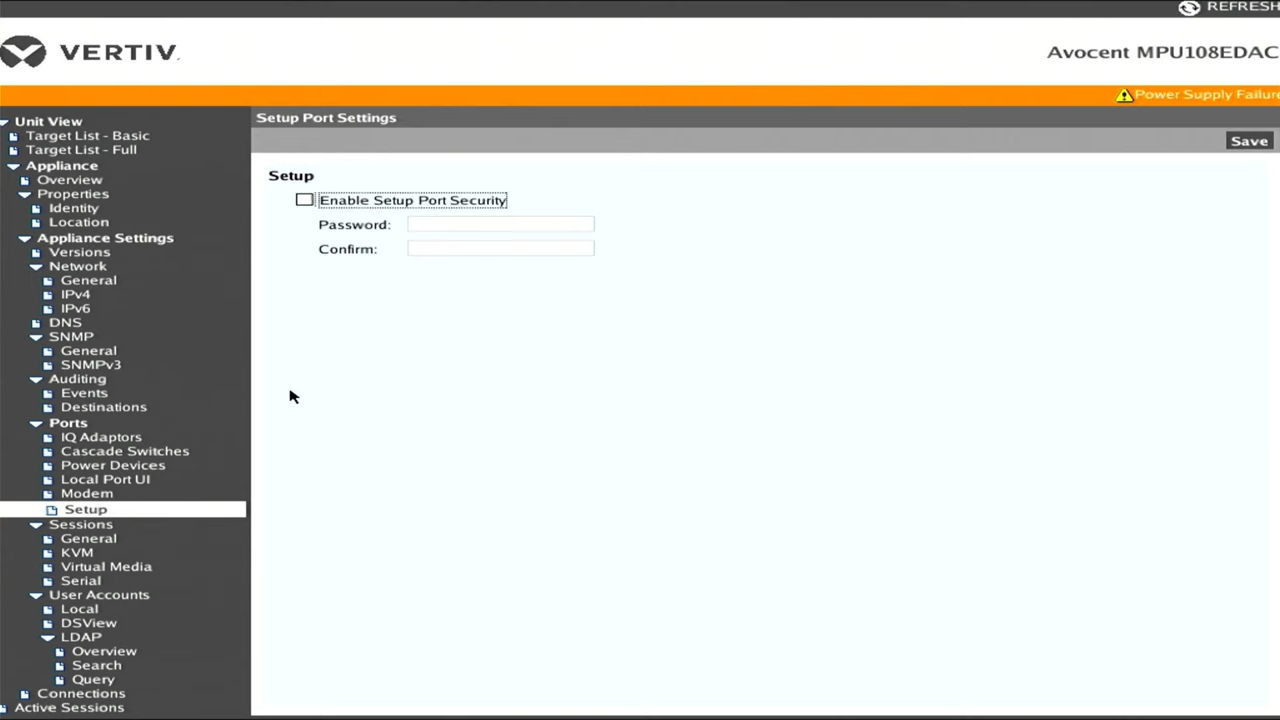 REFRESH
VERTIV.
Avocent MPU108EDAC
Power Supply Failure
Unit View
Target List - Basic
Target List - Full
Appliance
Overview
Properties
Identity
Location
Appliance Settings
Versions
Network
General
IPv4
IPv6
DNS
SNMP
General
SNMPv3
Auditing
Events
Destinations
Ports
IQ Adaptors
Cascade Switches
Power Devices
Local Port UI
Modem
Setup
Sessions
General
KVM
Virtual Media
Serial
User Accounts
Local
DSView
LDAP
Overview
Search
Query
Connections
Active Sessions
Setup Port Settings
Save
Setup
Enable Setup Port Security
Password:
Confirm: